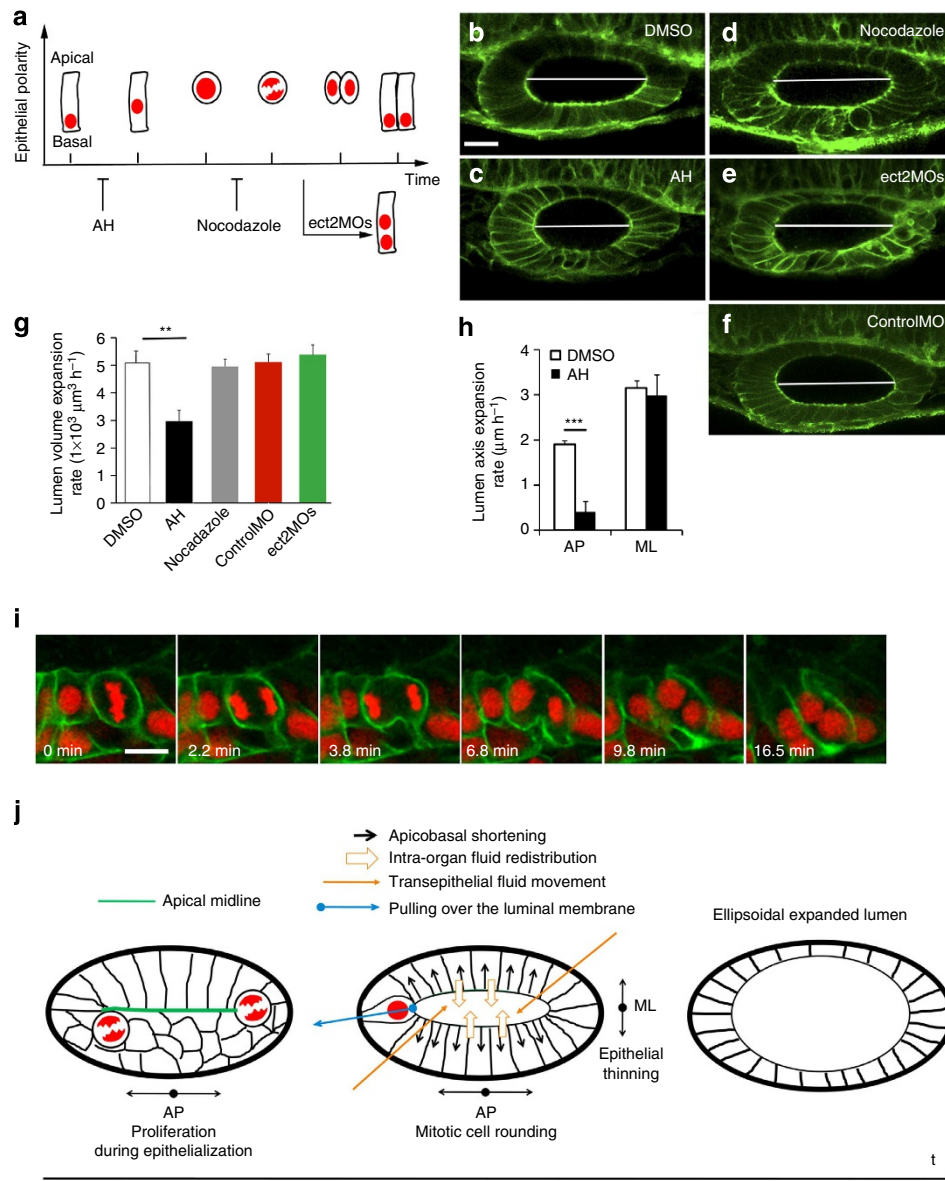 a
Epithelial polarity
Apical
Basal
Time
AH
Nocodazole
ect2MOs
b
DMSO
d
Nocodazole
c
AH
e
ect2MOs
f
ControlMO
g
Lumen volume expansion
rate (1×10³ μm³ h⁻¹)
6
5
4
3
2
1
0
**
DMSO
AH
Nocadazole
ControlMO
ect2MOs
h
Lumen axis expansion
rate (μm h⁻¹)
4
3
2
1
0
DMSO
AH
***
AP
ML
i
0 min
2.2 min
3.8 min
6.8 min
9.8 min
16.5 min
j
Apical midline
Apicobasal shortening
Intra-organ fluid redistribution
Transepithelial fluid movement
Pulling over the luminal membrane
Ellipsoidal expanded lumen
AP
Proliferation
during epithelialization
AP
Mitotic cell rounding
ML
Epithelial
thinning
t